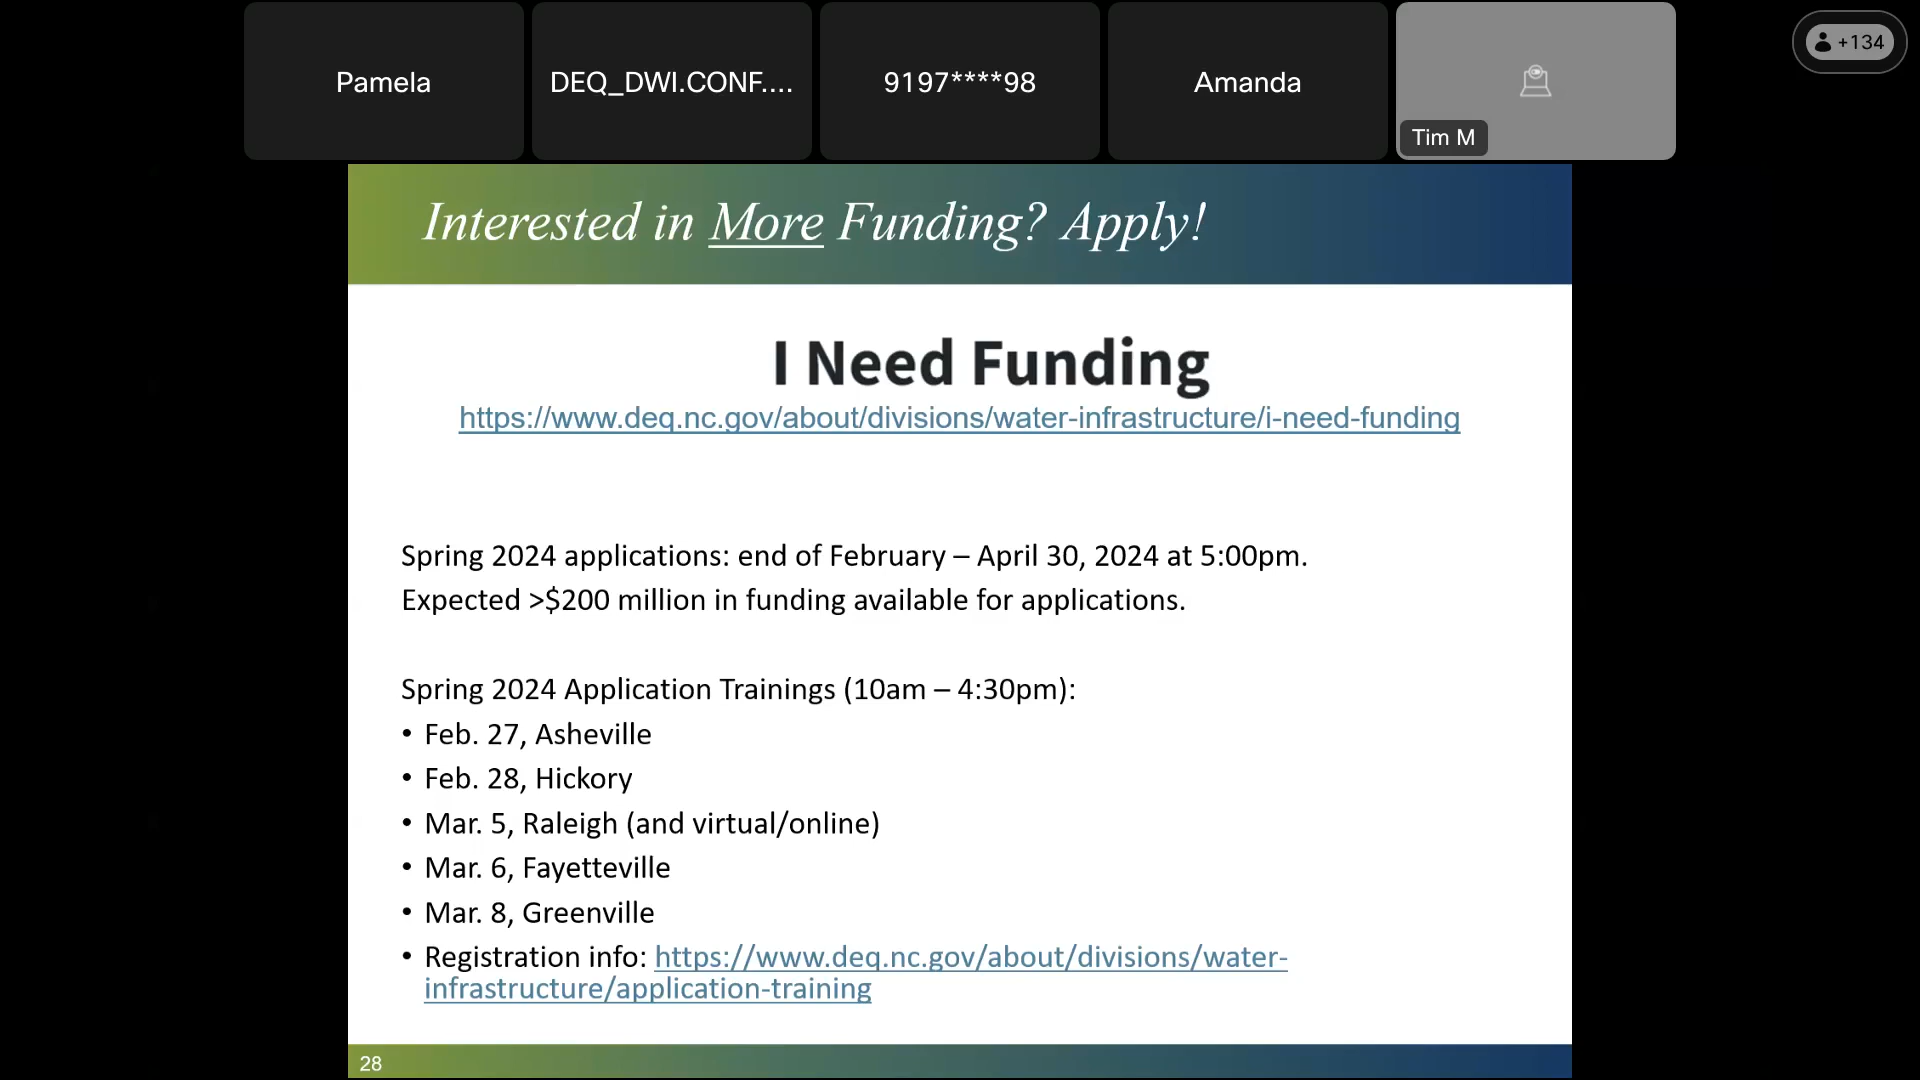 Pamela
DEQ_DWI.CONF....
9197****98
Amanda
Tim M
+134
Interested in More Funding? Apply!
I Need Funding
https://www.deq.nc.gov/about/divisions/water-infrastructure/i-need-funding
Spring 2024 applications: end of February – April 30, 2024 at 5:00pm.
Expected >$200 million in funding available for applications.
Spring 2024 Application Trainings (10am – 4:30pm):
• Feb. 27, Asheville
• Feb. 28, Hickory
• Mar. 5, Raleigh (and virtual/online)
• Mar. 6, Fayetteville
• Mar. 8, Greenville
• Registration info: https://www.deq.nc.gov/about/divisions/water-
infrastructure/application-training
28